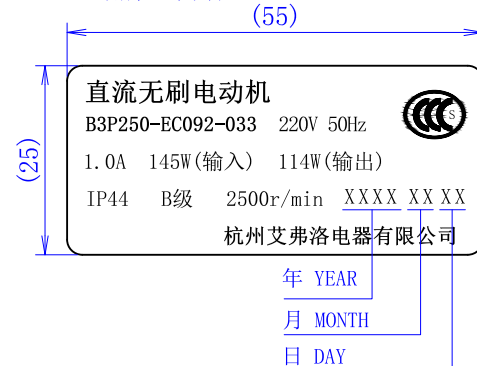 (55)
(25)
直流无刷电动机
B3P250-EC092-033 220V 50Hz
S
1.0A 145W(输入) 114W(输出)
IP44 B级 2500r/min XXXX XX XX
杭州艾弗洛电器有限公司
年 YEAR
月 MONTH
日 DAY